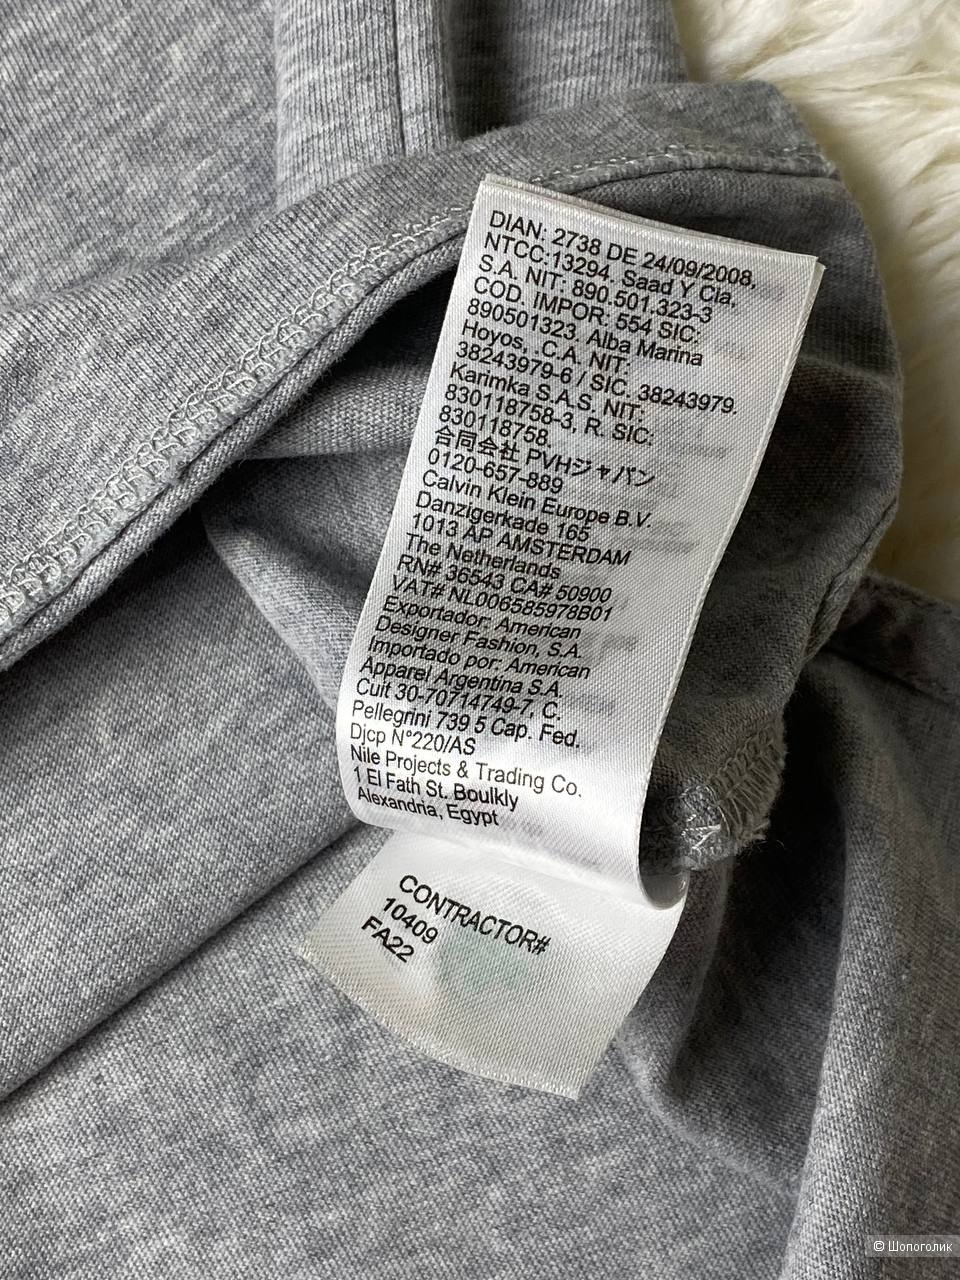 DIAN: 2738 DE 24/09/2008,
NTCC:13294, Saad Y Cia.
S.A. NIT: 890.501.323-3
COD. IMPOR: 554 SIC:
890501323. Alba Marina
Hoyos, .C.A. NIT:
38243979-6 / SIC. 38243979.
Karimka S.A.S. NIT:
830118758-3, R. SIC:
830118758.
合同会社 PVHジャパン
0120-657-889
Calvin Klein Europe B.V.
Danzigerkade 165
1013 AP AMSTERDAM
The Netherlands
RN# 36543 CA# 50900
VAT# NL006585978B01
Exportador: American
Designer Fashion, S.A.
Importado por: American
Apparel Argentina S.A.
Cuit 30-70714749-7, C.
Pellegrini 739 5 Cap. Fed.
Djcp N°220/AS
Nile Projects & Trading Co.
1 El Fath St. Boulkly
Alexandria, Egypt
CONTRACTOR#
10409
FA22
© Шопоголик